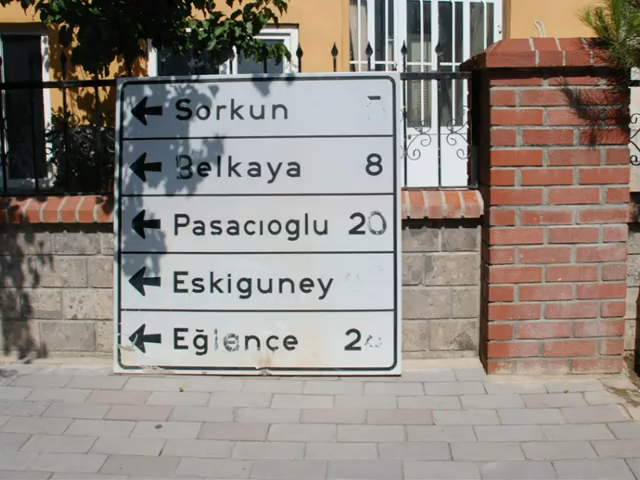 ← Sorkun
← Belkaya 8
← Pasacıoglu 20
← Eskiguney
← Eğlence